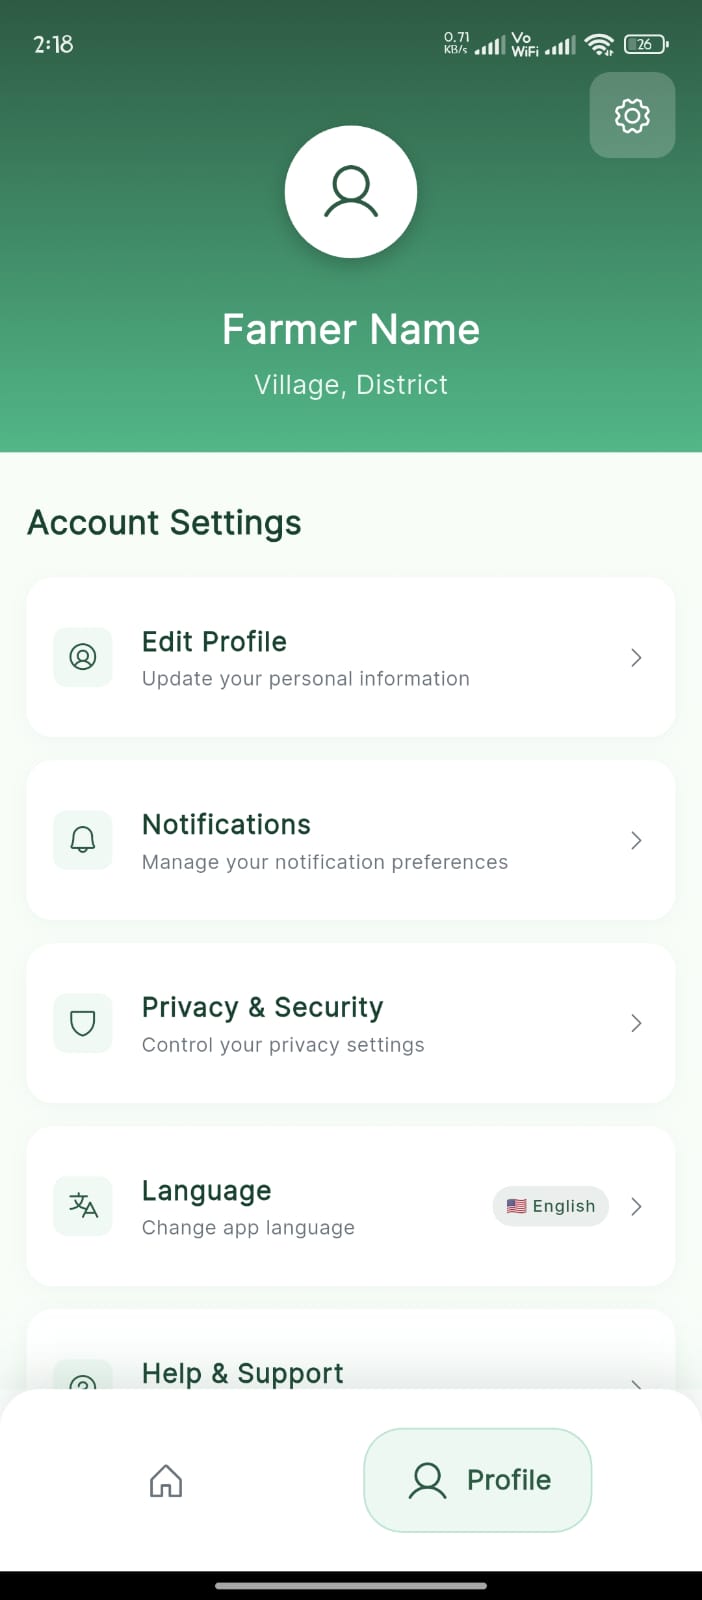 2:18
0.71
KB/s
Vo
WiFi
26
Farmer Name
Village, District
Account Settings
Edit Profile
Update your personal information
Notifications
Manage your notification preferences
Privacy & Security
Control your privacy settings
Language
Change app language
English
Help & Support
Profile